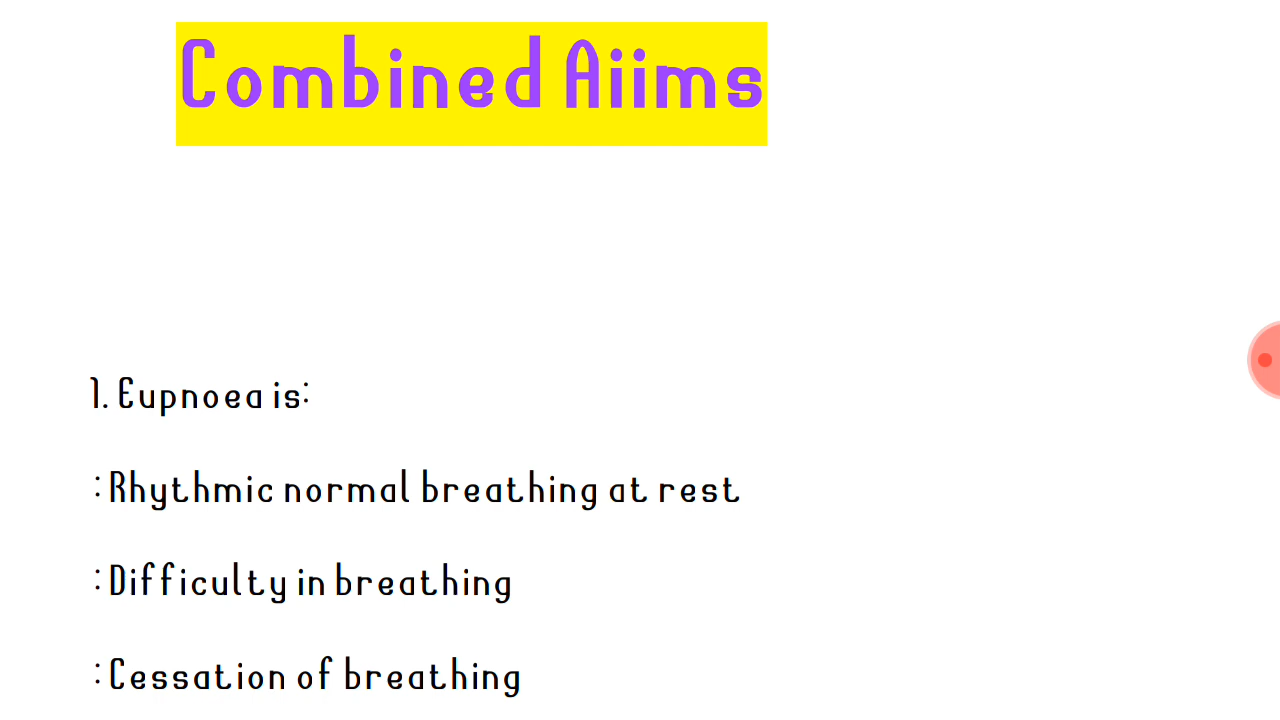 Combined Aiims
1. Eupnoea is:
: Rhythmic normal breathing at rest
: Difficulty in breathing
: Cessation of breathing